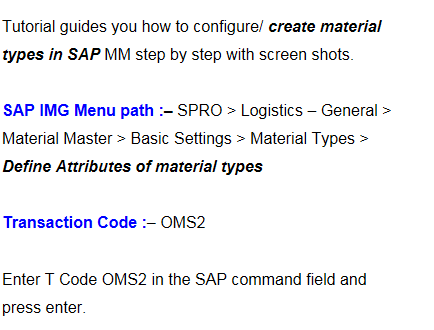 Tutorial guides you how to configure/ create material
types in SAP MM step by step with screen shots.
SAP IMG Menu path :– SPRO > Logistics – General >
Material Master > Basic Settings > Material Types >
Define Attributes of material types
Transaction Code :– OMS2
Enter T Code OMS2 in the SAP command field and
press enter.